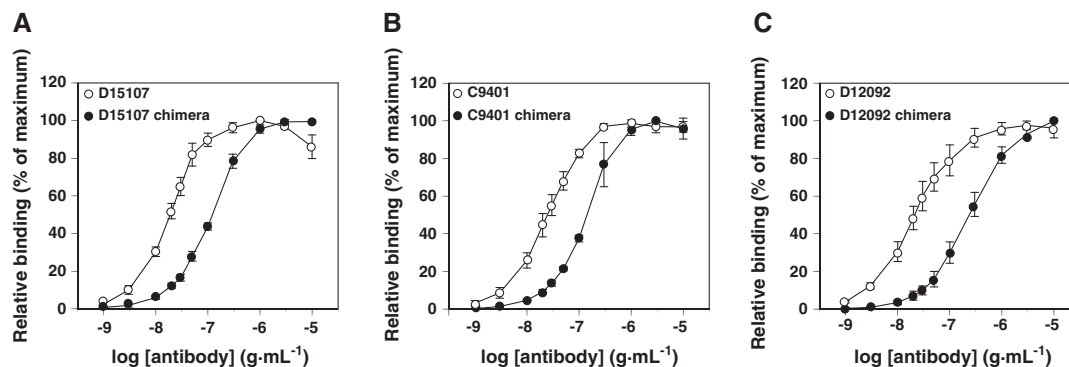 A
Relative binding (% of maximum)
120
100
80
60
40
20
0
D15107
D15107 chimera
-9
-8
-7
-6
-5
log [antibody] (g·mL-1)
B
Relative binding (% of maximum)
120
100
80
60
40
20
0
C9401
C9401 chimera
-9
-8
-7
-6
-5
log [antibody] (g·mL-1)
C
Relative binding (% of maximum)
120
100
80
60
40
20
0
D12092
D12092 chimera
-9
-8
-7
-6
-5
log [antibody] (g·mL-1)